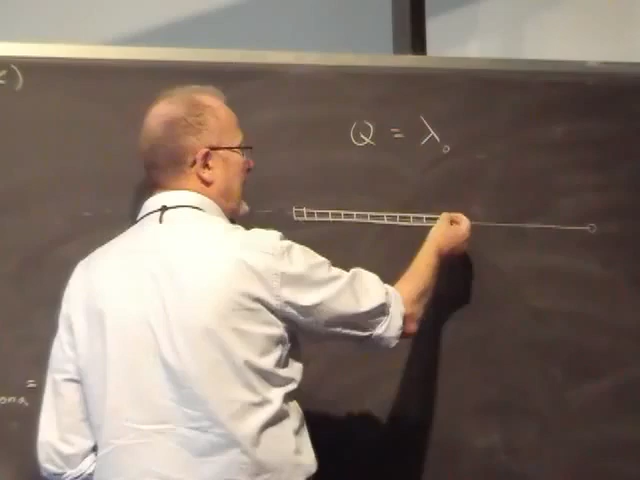 Q = λ₀
=